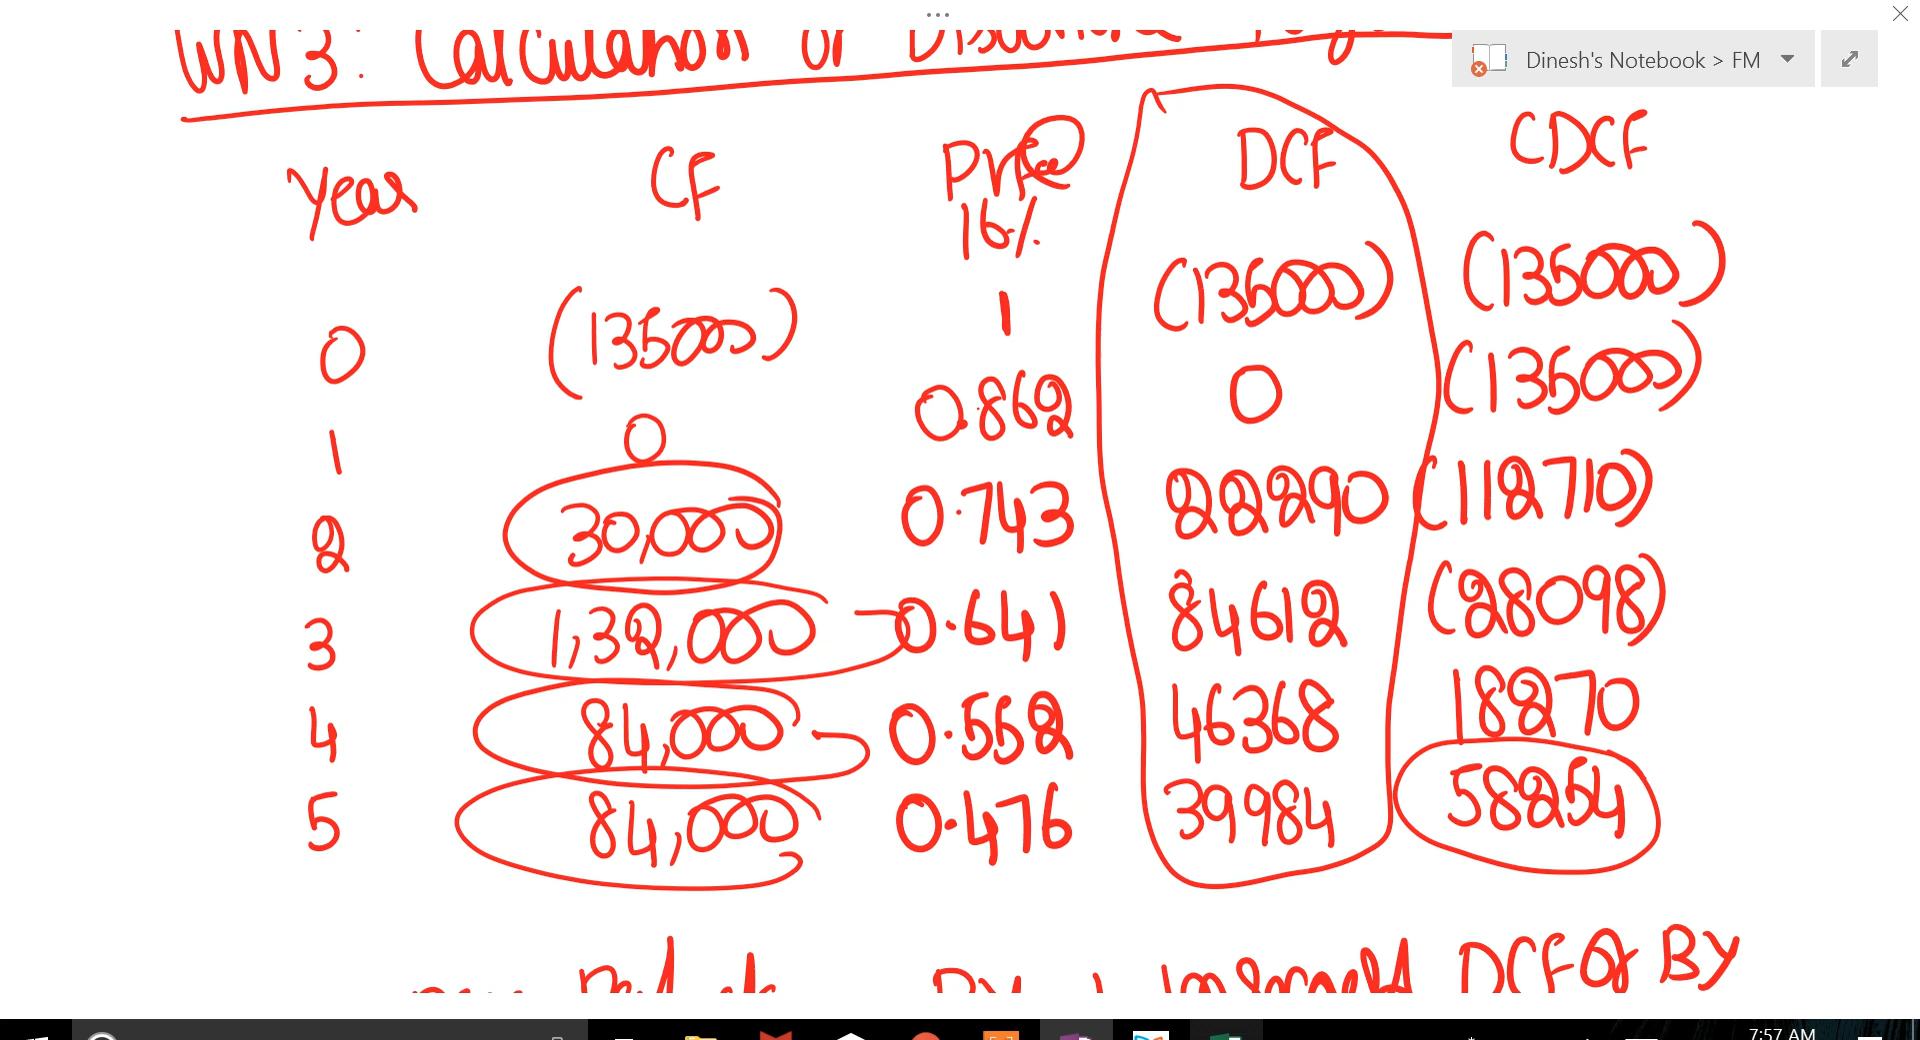 WN 3: Calculation of
Dinesh's Notebook > FM
Year CF PVF@ 16% DCF CDCF
0 (135000) 1 (135000) (135000)
1 0 0.862 0 (135000)
2 30,000 0.743 22290 (112710)
3 1,32,000 0.641 84612 (28098)
4 84,000 0.552 46368 18270
5 84,000 0.476 39984 58254
DCF of BY
7:57 AM